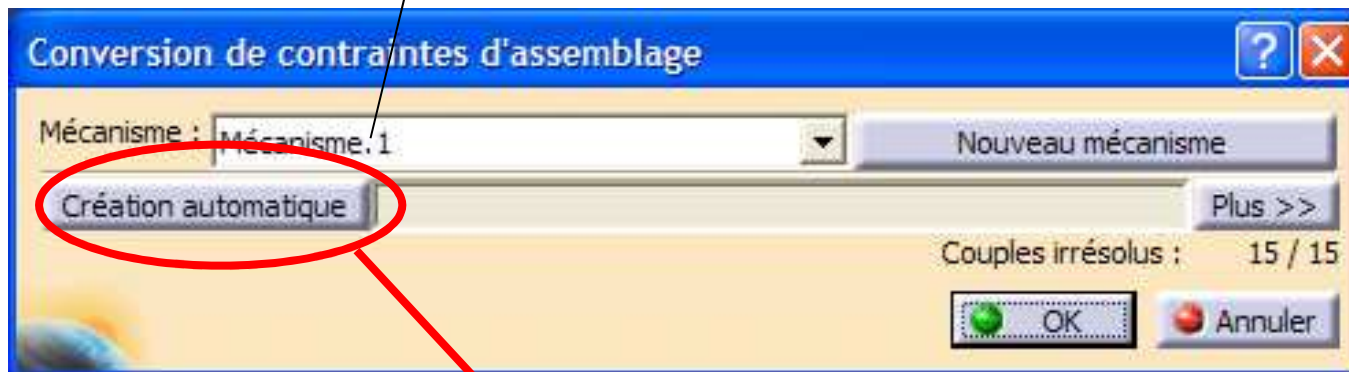 Conversion de contraintes d'assemblage
Mécanisme : Mécanisme.1 Nouveau mécanisme
Création automatique Plus >>
Couples irrésolus : 15 / 15
OK Annuler